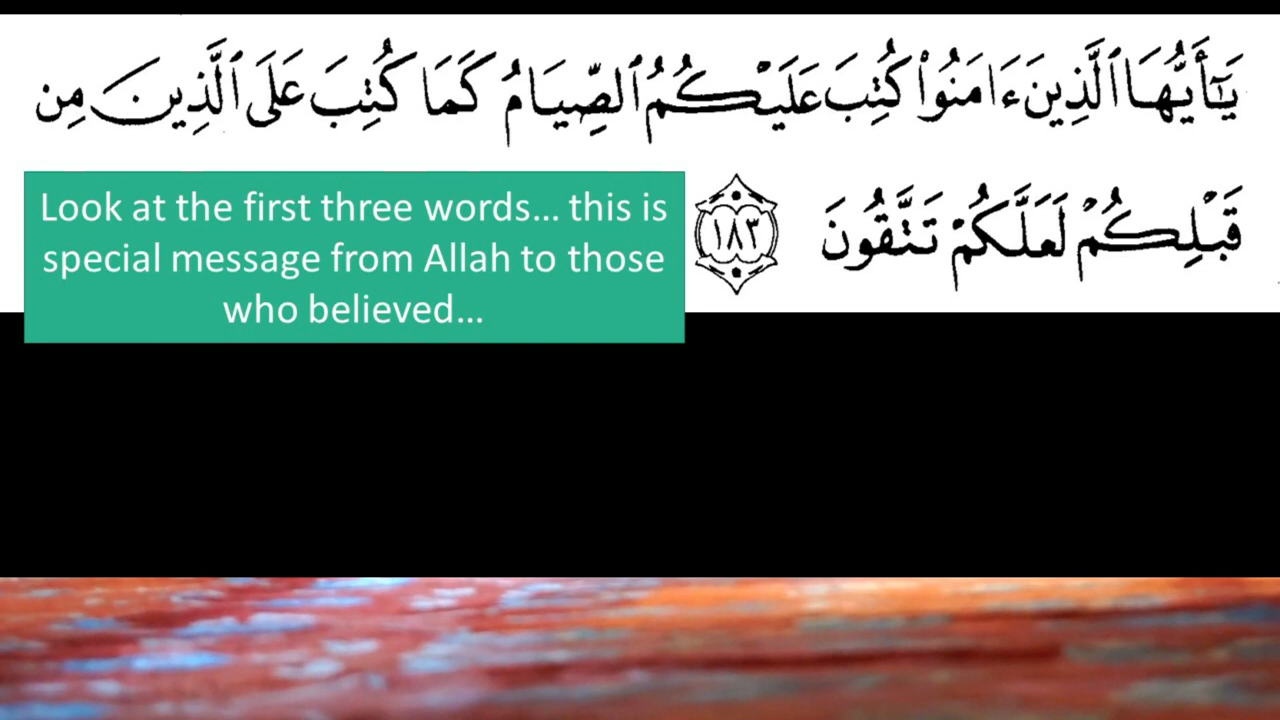 يَٰٓأَيُّهَا ٱلَّذِينَ ءَامَنُوا۟ كُتِبَ عَلَيْكُمُ ٱلصِّيَامُ كَمَا كُتِبَ عَلَى ٱلَّذِينَ مِن
قَبْلِكُمْ لَعَلَّكُمْ تَتَّقُونَ ١٨٣
Look at the first three words... this is
special message from Allah to those
who believed...